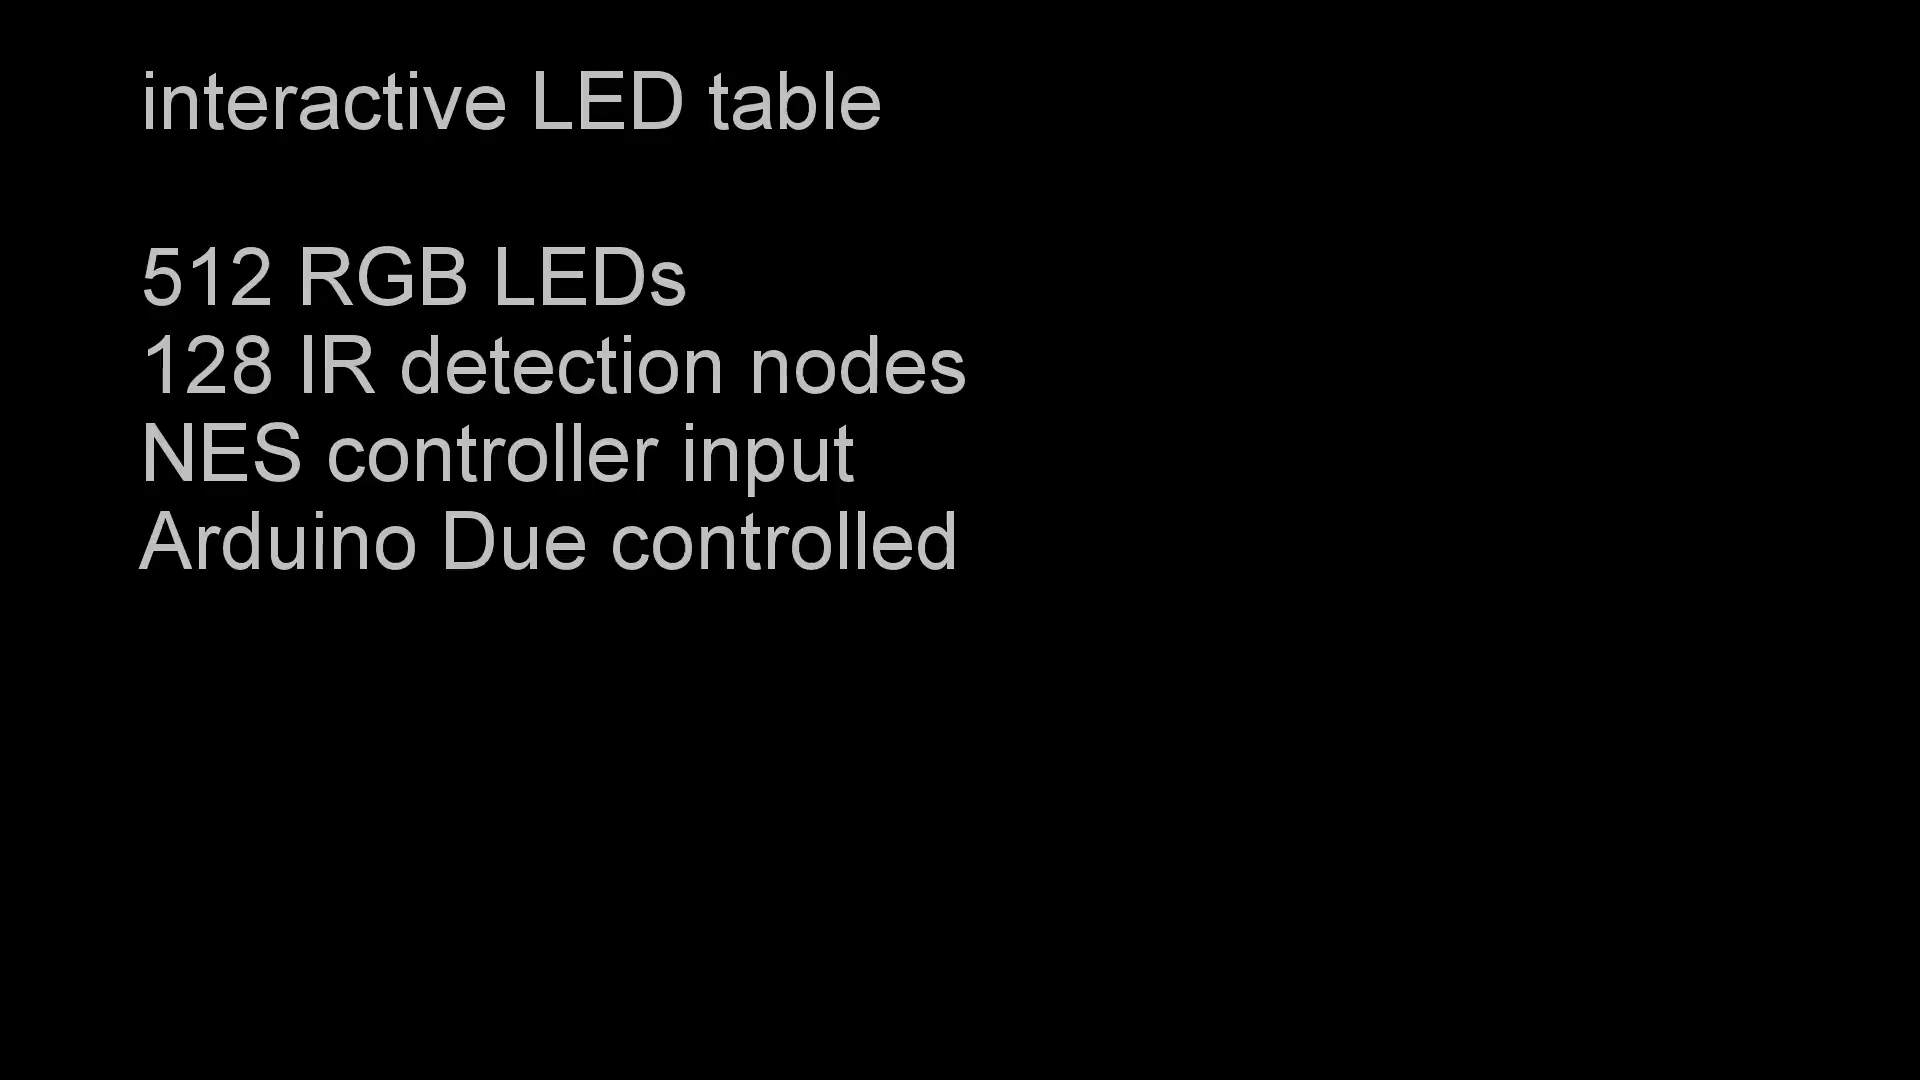 interactive LED table
512 RGB LEDs
128 IR detection nodes
NES controller input
Arduino Due controlled